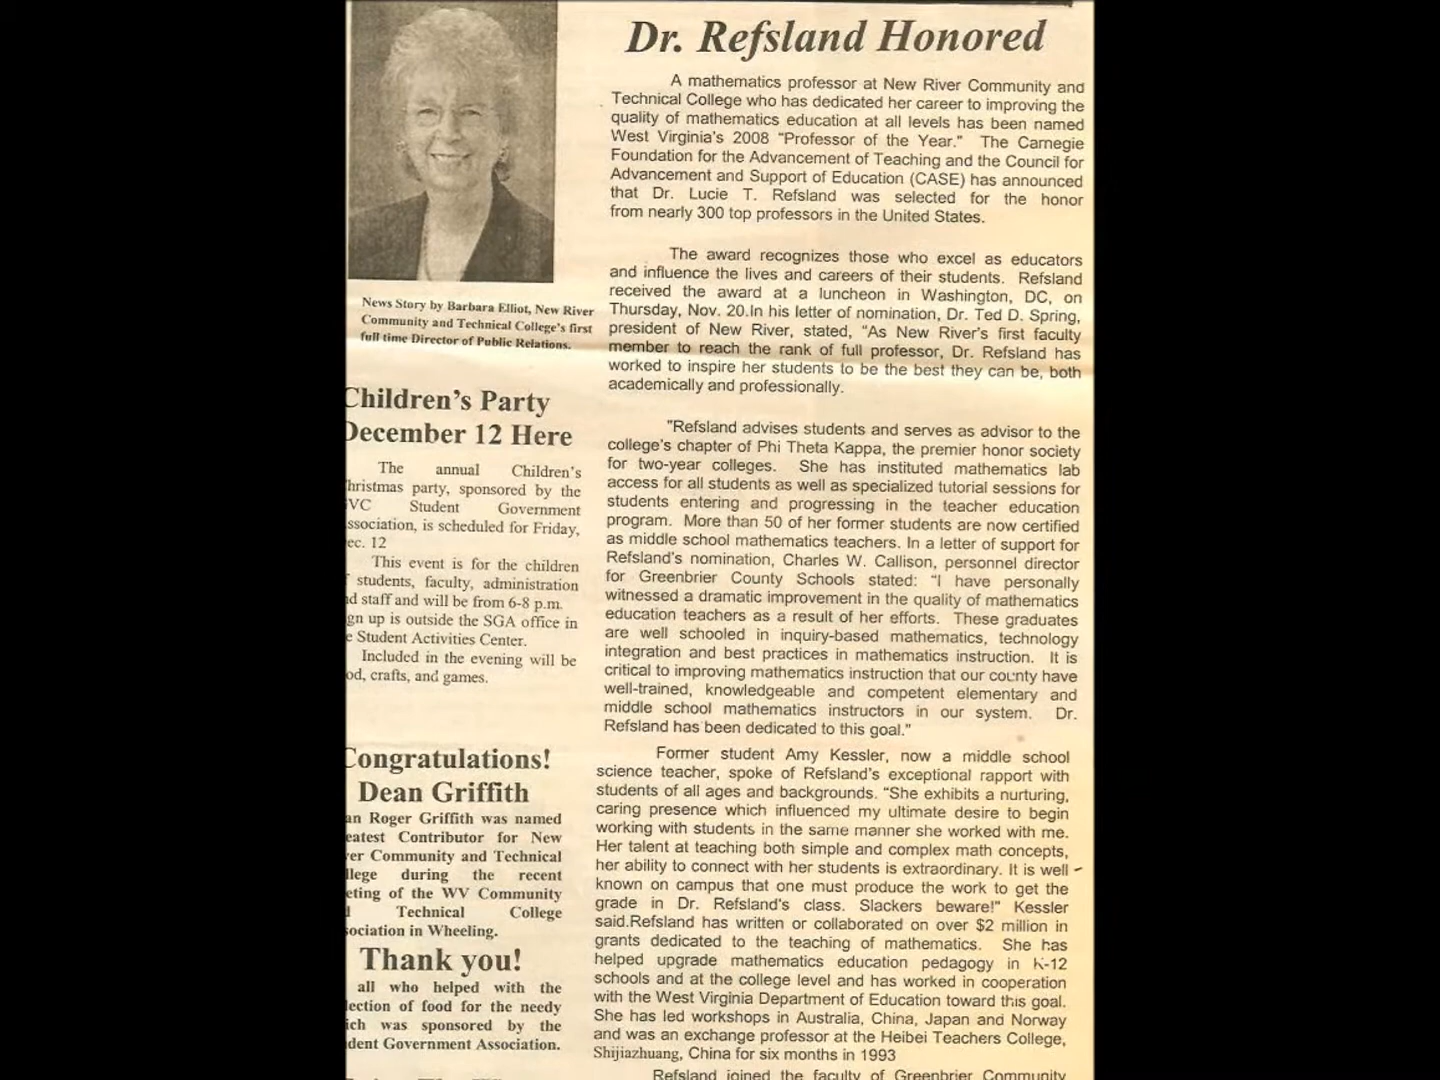 Dr. Refsland Honored
A mathematics professor at New River Community and
Technical College who has dedicated her career to improving the
quality of mathematics education at all levels has been named
West Virginia's 2008 "Professor of the Year." The Carnegie
Foundation for the Advancement of Teaching and the Council for
Advancement and Support of Education (CASE) has announced
that Dr. Lucie T. Refsland was selected for the honor
from nearly 300 top professors in the United States.
The award recognizes those who excel as educators
and influence the lives and careers of their students. Refsland
received the award at a luncheon in Washington, DC, on
Thursday, Nov. 20.In his letter of nomination, Dr. Ted D. Spring,
president of New River, stated, "As New River's first faculty
member to reach the rank of full professor, Dr. Refsland has
worked to inspire her students to be the best they can be, both
academically and professionally.
"Refsland advises students and serves as advisor to the
college's chapter of Phi Theta Kappa, the premier honor society
for two-year colleges. She has instituted mathematics lab
access for all students as well as specialized tutorial sessions for
students entering and progressing in the teacher education
program. More than 50 of her former students are now certified
as middle school mathematics teachers. In a letter of support for
Refsland's nomination, Charles W. Callison, personnel director
for Greenbrier County Schools stated: "I have personally
witnessed a dramatic improvement in the quality of mathematics
education teachers as a result of her efforts. These graduates
are well schooled in inquiry-based mathematics, technology
integration and best practices in mathematics instruction. It is
critical to improving mathematics instruction that our county have
well-trained, knowledgeable and competent elementary and
middle school mathematics instructors in our system. Dr.
Refsland has been dedicated to this goal."
Former student Amy Kessler, now a middle school
science teacher, spoke of Refsland's exceptional rapport with
students of all ages and backgrounds. "She exhibits a nurturing,
caring presence which influenced my ultimate desire to begin
working with students in the same manner she worked with me.
Her talent at teaching both simple and complex math concepts,
her ability to connect with her students is extraordinary. It is well -
known on campus that one must produce the work to get the
grade in Dr. Refsland's class. Slackers beware!" Kessler
said.Refsland has written or collaborated on over $2 million in
grants dedicated to the teaching of mathematics. She has
helped upgrade mathematics education pedagogy in K-12
schools and at the college level and has worked in cooperation
with the West Virginia Department of Education toward this goal.
She has led workshops in Australia, China, Japan and Norway
and was an exchange professor at the Heibei Teachers College,
Shijiazhuang, China for six months in 1993
Refsland joined the faculty of Greenbrier Community
News Story by Barbara Elliot, New River
Community and Technical College's first
full time Director of Public Relations.
Children's Party
December 12 Here
The annual Children's
hristmas party, sponsored by the
VC Student Government
ssociation, is scheduled for Friday,
ec. 12
This event is for the children
students, faculty, administration
d staff and will be from 6-8 p.m.
gn up is outside the SGA office in
e Student Activities Center.
Included in the evening will be
od, crafts, and games.
Congratulations!
Dean Griffith
an Roger Griffith was named
eatest Contributor for New
er Community and Technical
llege during the recent
eting of the WV Community
Technical College
sociation in Wheeling.
Thank you!
all who helped with the
lection of food for the needy
ich was sponsored by the
dent Government Association.